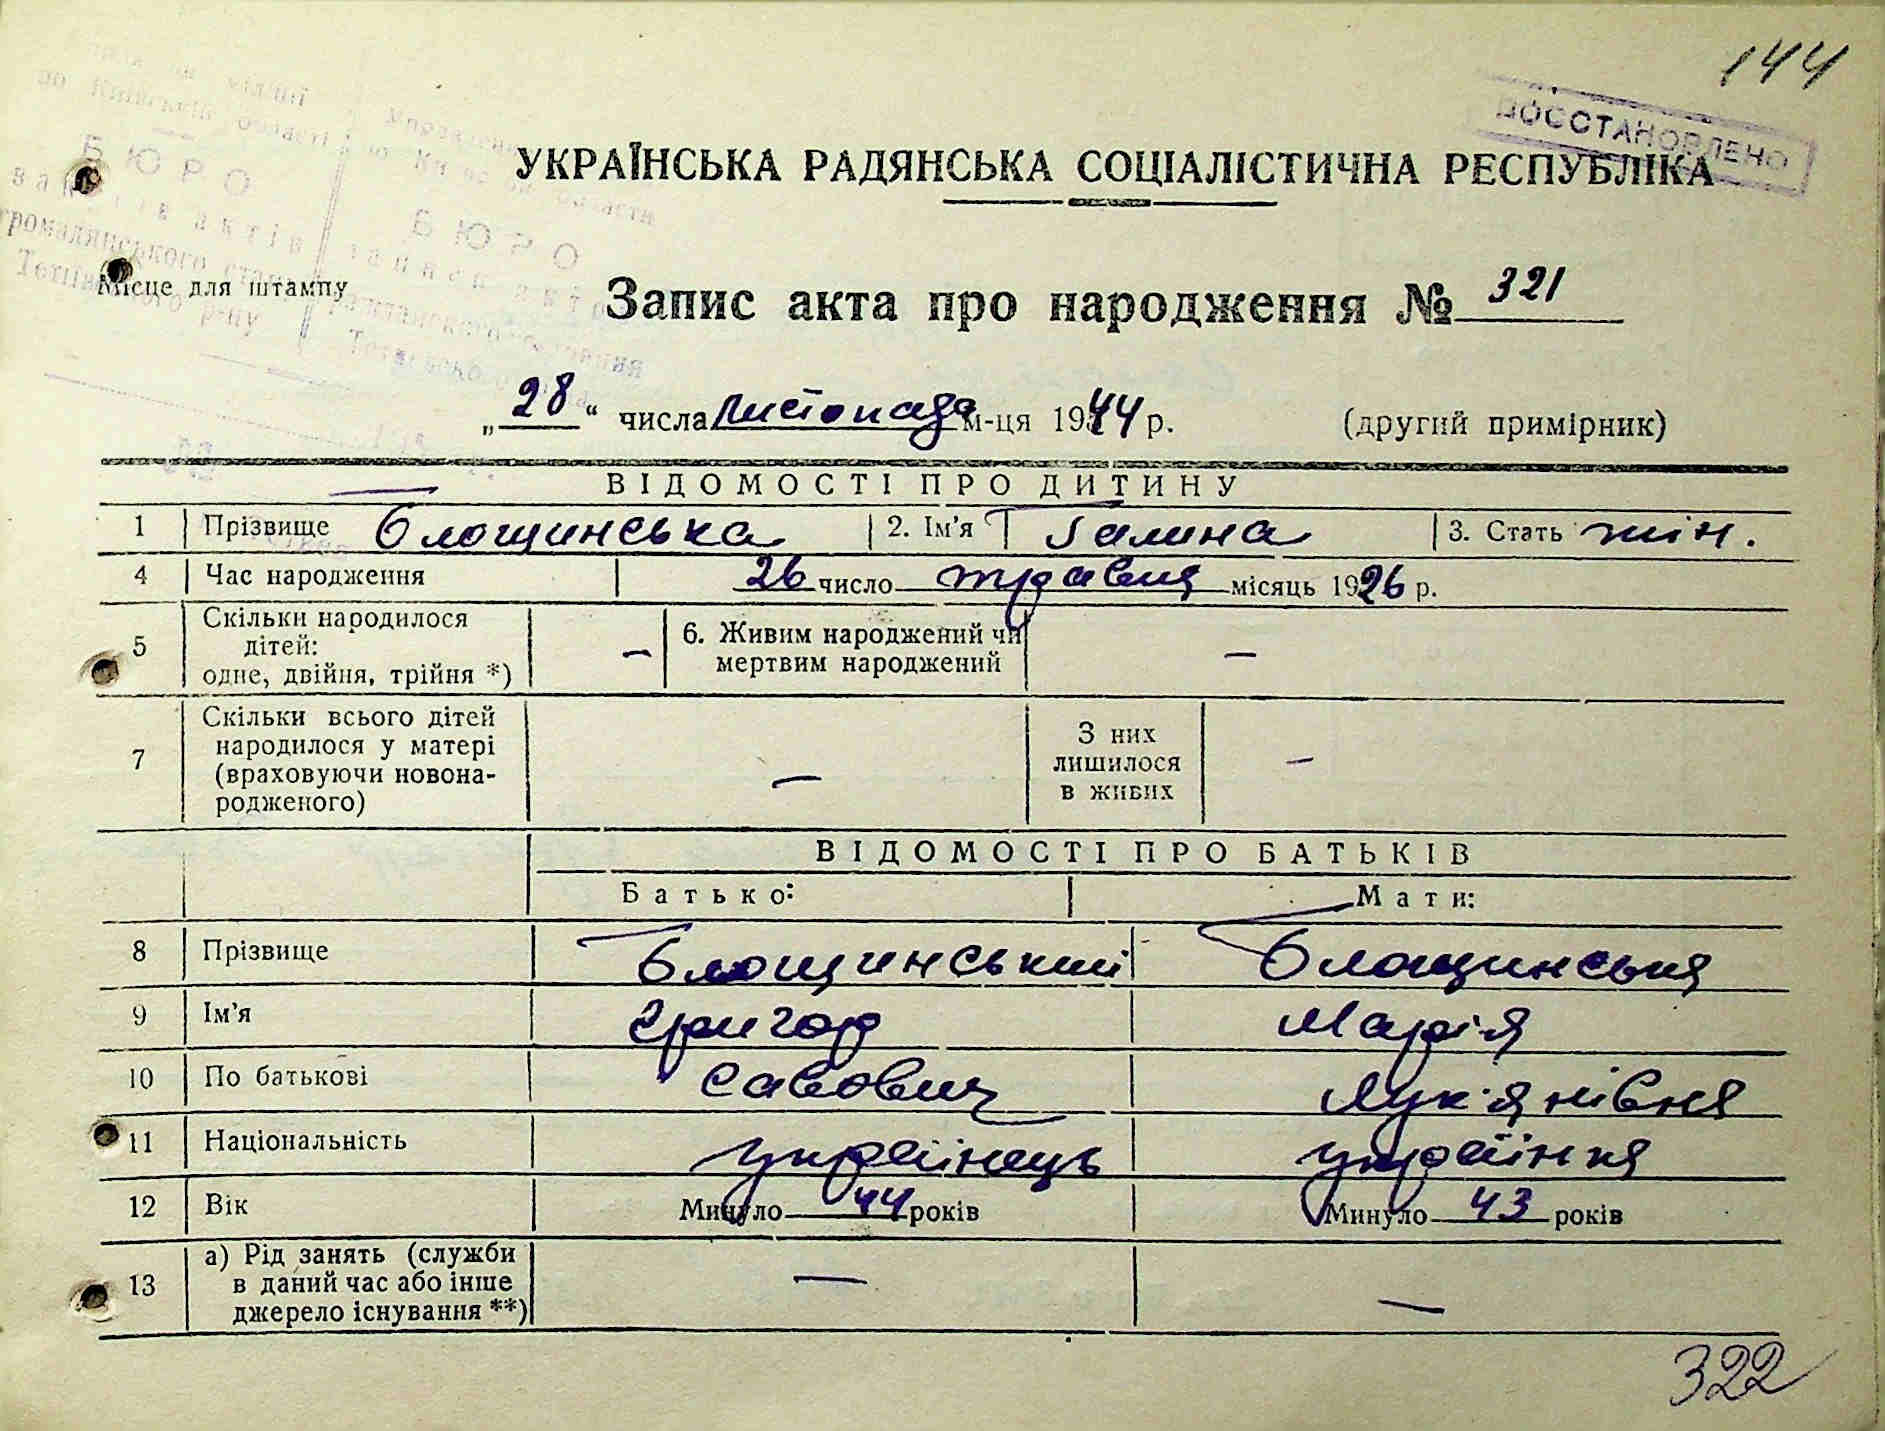 144
ВОССТАНОВЛЕНО
УКРАЇНСЬКА РАДЯНСЬКА СОЦІАЛІСТИЧНА РЕСПУБЛІКА
БЮРО
Місце для штампу
Запис акта про народження № 321
„28“ числа листопада м-ця 1944 р. (другий примірник)
ВІДОМОСТІ ПРО ДИТИНУ
1 Прізвище Блощинська 2. Ім'я Галина 3. Стать жін.
4 Час народження 26 число травня місяць 1926 р.
5 Скільки народилося дітей: одне, двійня, трійня *) — 6. Живим народжений чи мертвим народжений —
7 Скільки всього дітей народилося у матері (враховуючи новонародженого) — З них лишилося в живих —
ВІДОМОСТІ ПРО БАТЬКІВ
Батько: Мати:
8 Прізвище Блощинський Блощинська
9 Ім'я Григор Марія
10 По батькові Савович Лук'янівна
11 Національність українець українка
12 Вік Минуло 44 років Минуло 43 років
13 а) Рід занять (служби в даний час або інше джерело існування **) — —
322